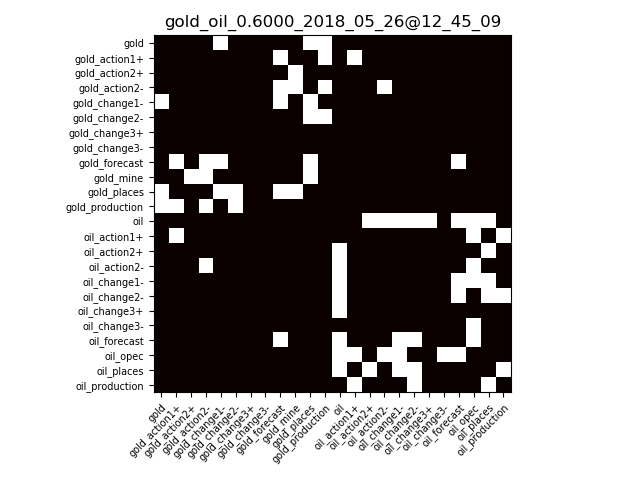 gold_oil_0.6000_2018_05_26@12_45_09
gold
gold_action1+
gold_action2+
gold_action2-
gold_change1-
gold_change2-
gold_change3+
gold_change3-
gold_forecast
gold_mine
gold_places
gold_production
oil
oil_action1+
oil_action2+
oil_action2-
oil_change1-
oil_change2-
oil_change3+
oil_change3-
oil_forecast
oil_opec
oil_places
oil_production
gold
gold_action1+
gold_action2+
gold_action2-
gold_change1-
gold_change2-
gold_change3+
gold_change3-
gold_forecast
gold_mine
gold_places
gold_production
oil
oil_action1+
oil_action2+
oil_action2-
oil_change1-
oil_change2-
oil_change3+
oil_change3-
oil_forecast
oil_opec
oil_places
oil_production